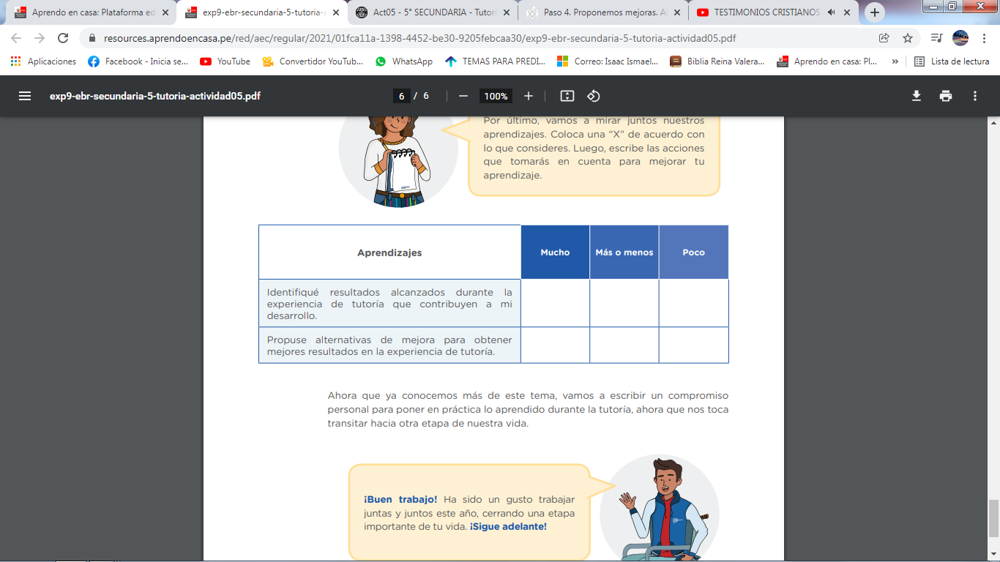 Aprendo en casa: Plataforma ed
exp9-ebr-secundaria-5-tutoria-a
Act05 - 5° SECUNDARIA - Tutorí
Paso 4. Proponemos mejoras. A
TESTIMONIOS CRISTIANOS
resources.aprendoencasa.pe/red/aec/regular/2021/01fca11a-1398-4452-be30-9205febcaa30/exp9-ebr-secundaria-5-tutoria-actividad05.pdf
Aplicaciones
Facebook - Inicia se...
YouTube
Convertidor YouTub...
WhatsApp
TEMAS PARA PREDI...
Correo: Isaac Ismael...
Biblia Reina Valera...
Aprendo en casa: Pl...
»
Lista de lectura
exp9-ebr-secundaria-5-tutoria-actividad05.pdf
6 / 6
100%
Por último, vamos a mirar juntos nuestros
aprendizajes. Coloca una “X” de acuerdo con
lo que consideres. Luego, escribe las acciones
que tomarás en cuenta para mejorar tu
aprendizaje.
Aprendizajes
Mucho
Más o menos
Poco
Identifiqué resultados alcanzados durante la
experiencia de tutoría que contribuyen a mi
desarrollo.
Propuse alternativas de mejora para obtener
mejores resultados en la experiencia de tutoría.
Ahora que ya conocemos más de este tema, vamos a escribir un compromiso
personal para poner en práctica lo aprendido durante la tutoría, ahora que nos toca
transitar hacia otra etapa de nuestra vida.
¡Buen trabajo! Ha sido un gusto trabajar
juntas y juntos este año, cerrando una etapa
importante de tu vida. ¡Sigue adelante!